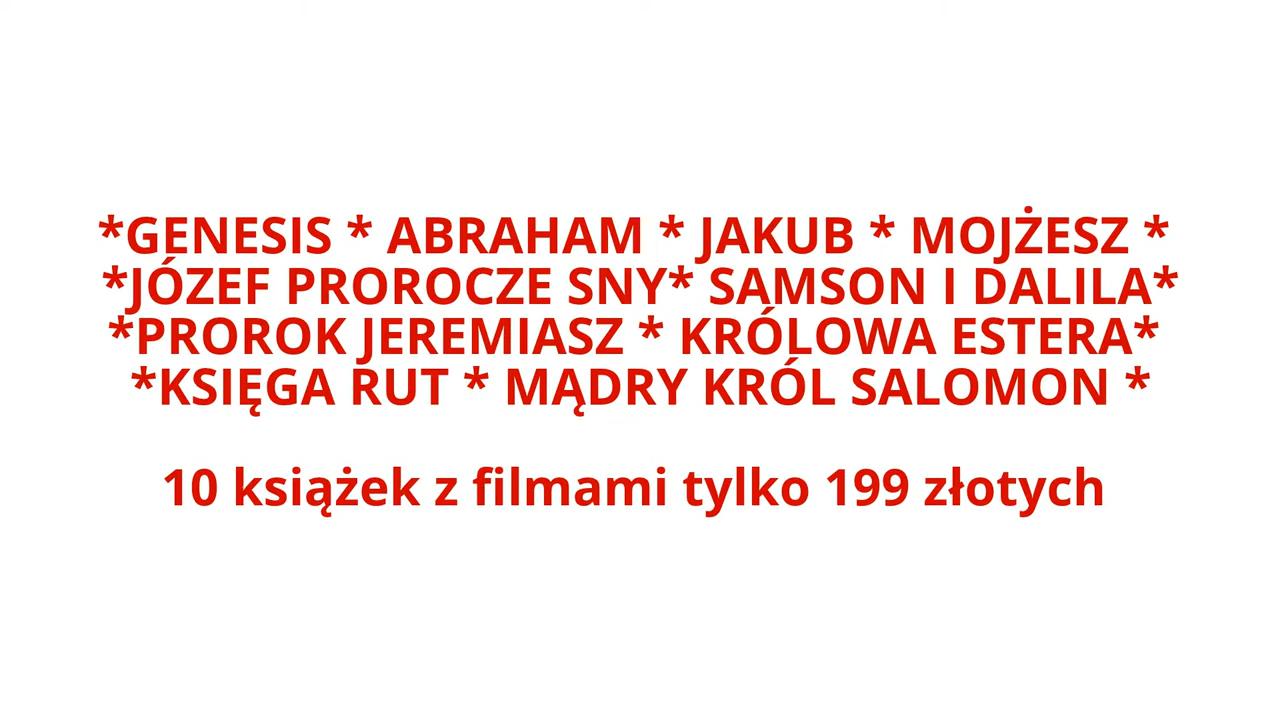 *GENESIS * ABRAHAM * JAKUB * MOJŻESZ *
*JÓZEF PROROCZE SNY* SAMSON I DALILA*
*PROROK JEREMIASZ * KRÓLOWA ESTERA*
*KSIĘGA RUT * MĄDRY KRÓL SALOMON *
10 książek z filmami tylko 199 złotych